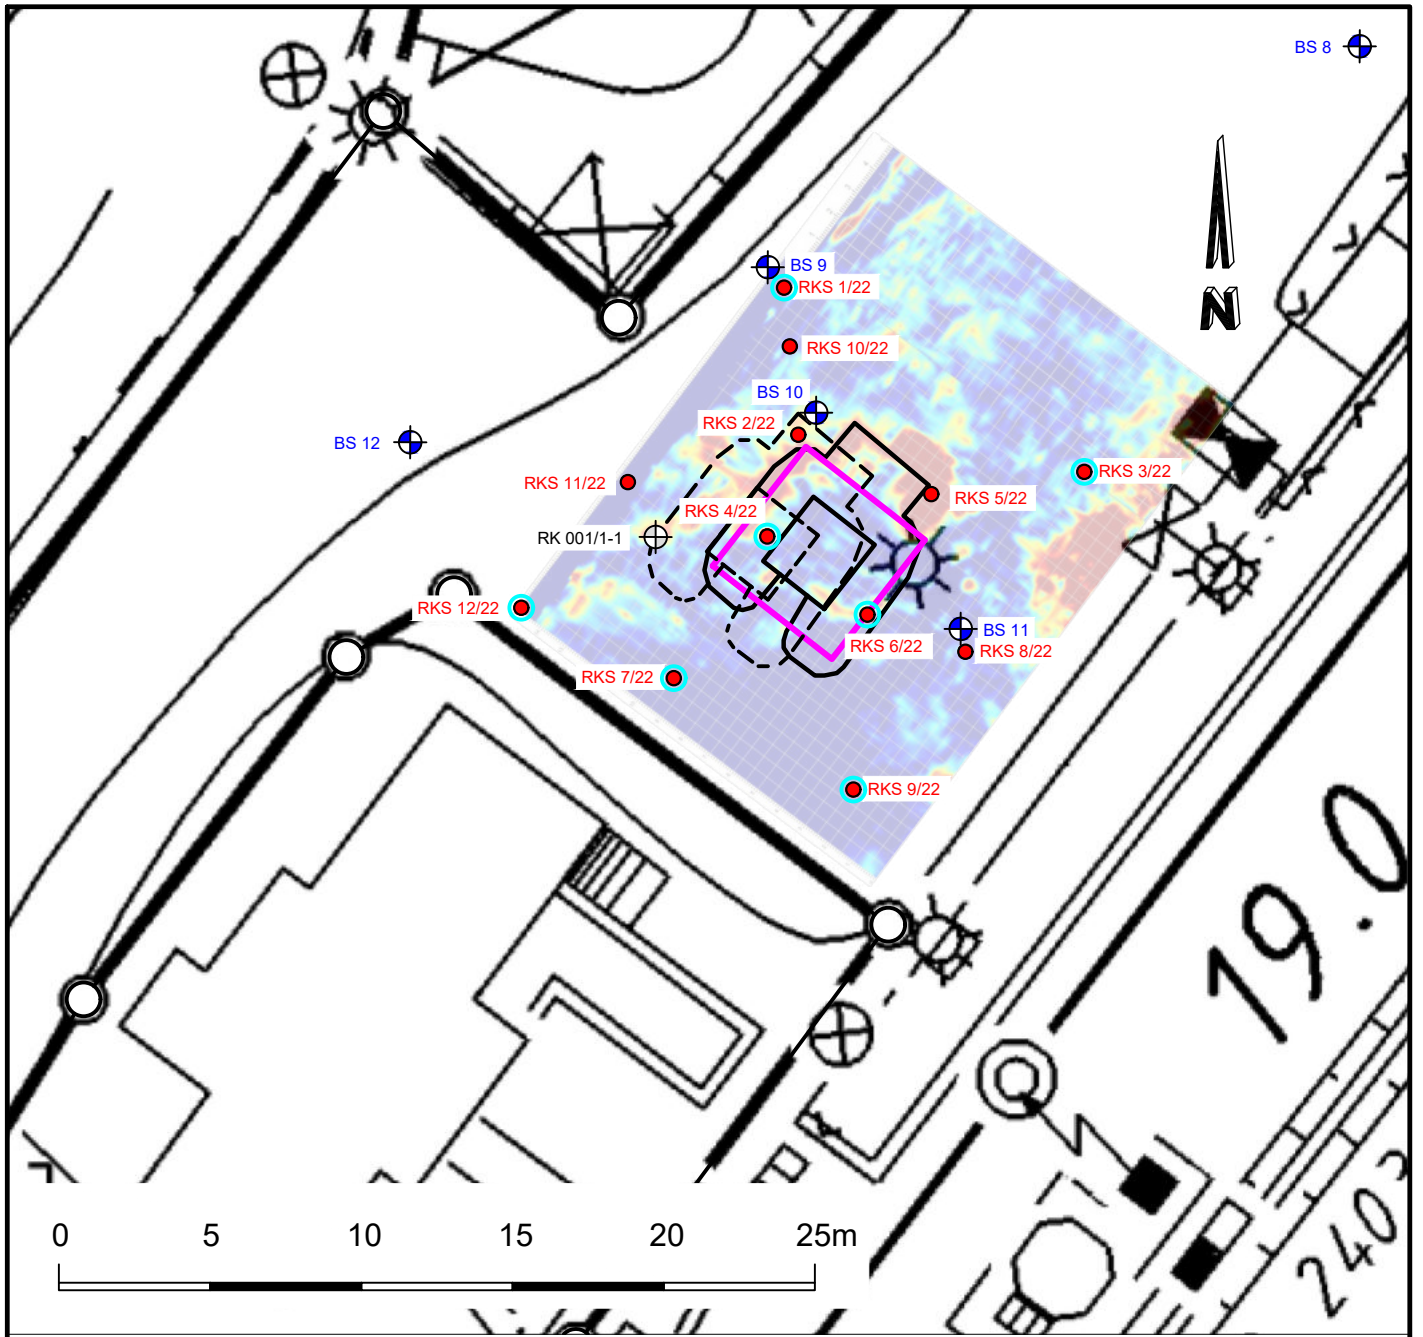 BS 8
N
BS 9
RKS 1/22
RKS 10/22
BS 10
RKS 2/22
BS 12
RKS 3/22
RKS 11/22
RKS 5/22
RKS 4/22
RK 001/1-1
RKS 12/22
BS 11
RKS 6/22
RKS 8/22
RKS 7/22
RKS 9/22
19.0
240
0 5 10 15 20 25m